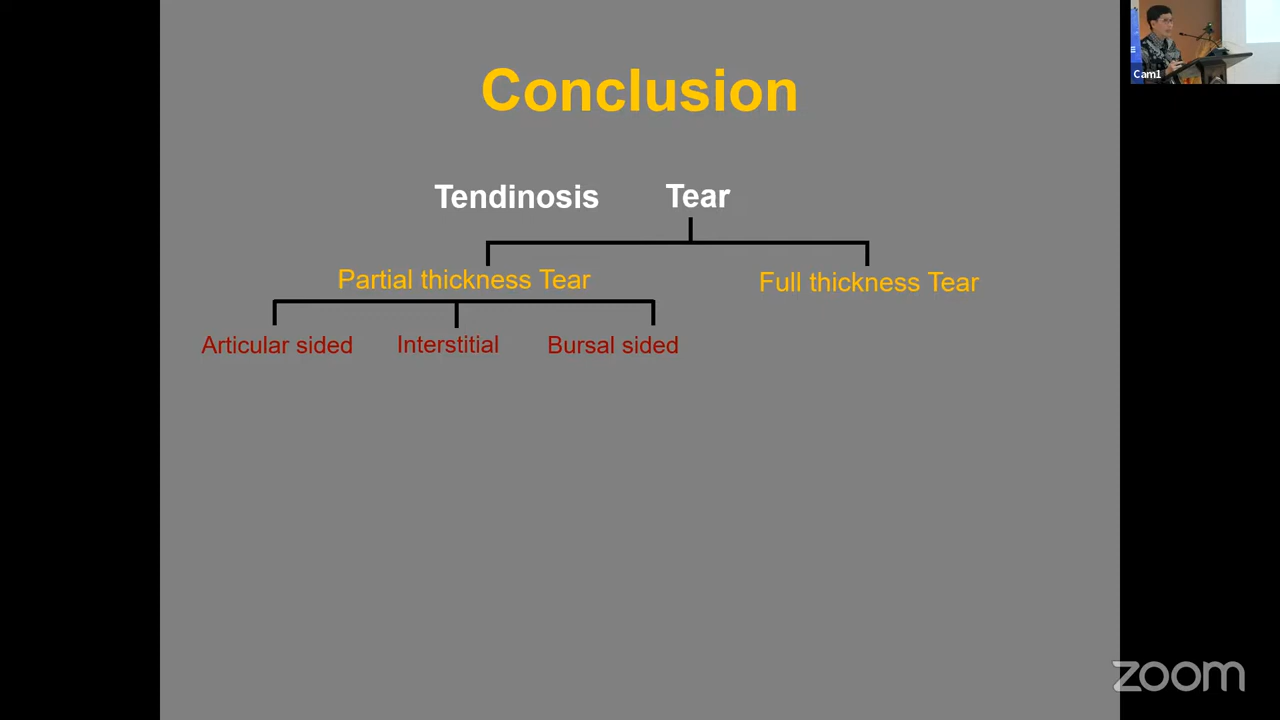 Conclusion
Cam1
Tendinosis Tear
Partial thickness Tear Full thickness Tear
Articular sided Interstitial Bursal sided
zoom